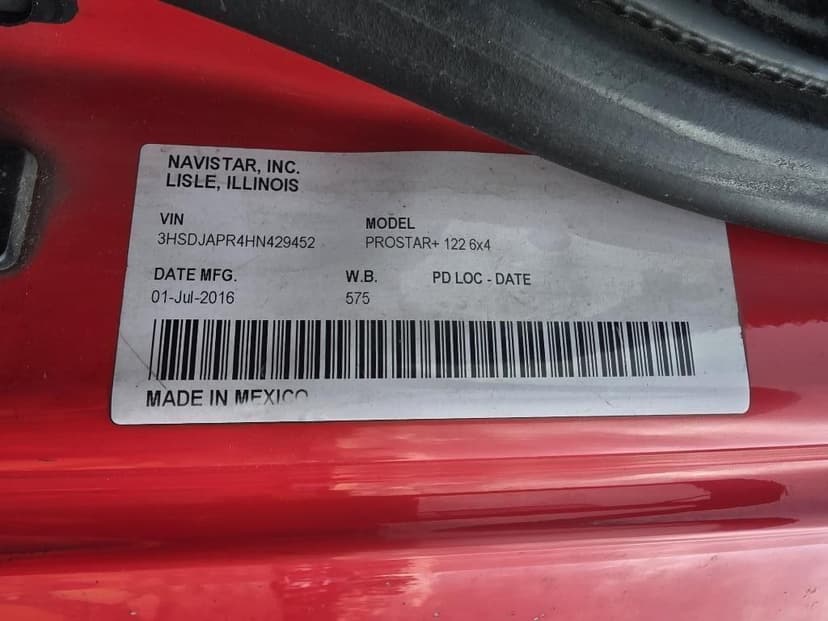 NAVISTAR, INC.
LISLE, ILLINOIS
VIN MODEL
3HSDJAPR4HN429452 PROSTAR+ 122 6x4
DATE MFG. W.B. PD LOC - DATE
01-Jul-2016 575
MADE IN MEXICO